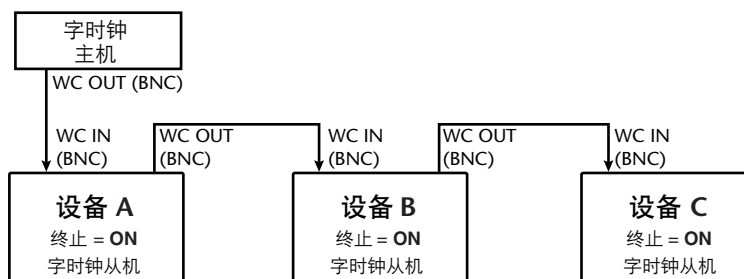 字时钟
主机
WC OUT (BNC)
WC IN
(BNC)
WC OUT
(BNC)
WC IN
(BNC)
WC OUT
(BNC)
WC IN
(BNC)
设备 A
终止 = ON
字时钟从机
设备 B
终止 = ON
字时钟从机
设备 C
终止 = ON
字时钟从机